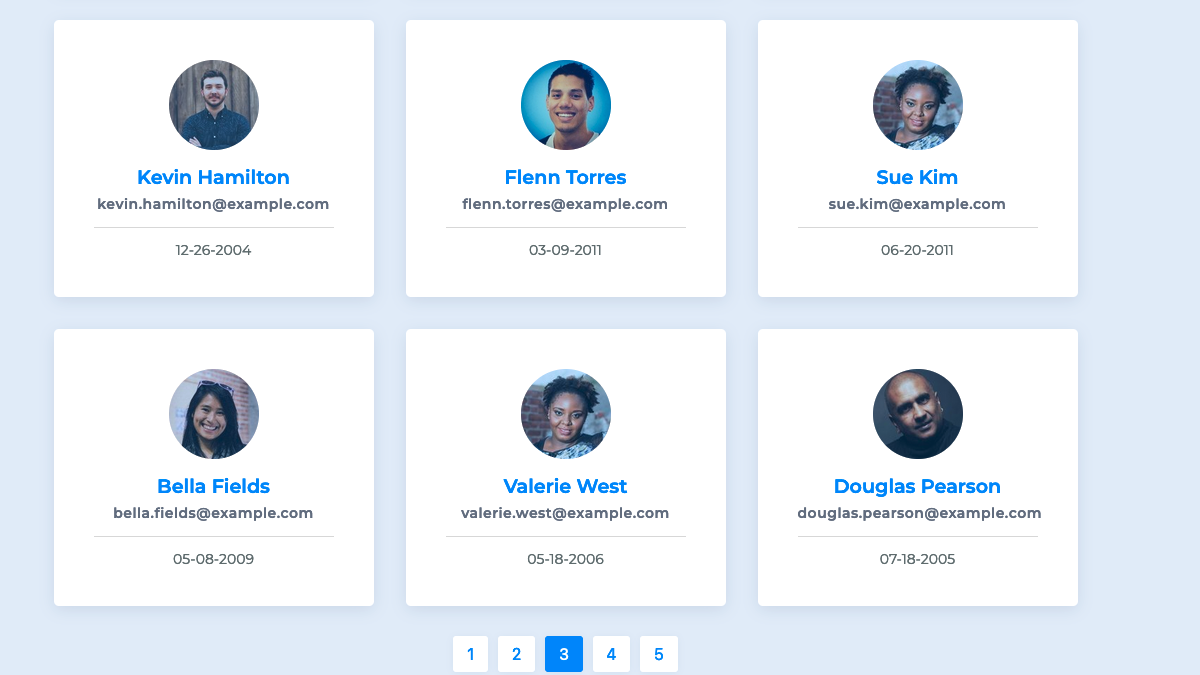 Kevin Hamilton
kevin.hamilton@example.com
12-26-2004
Flenn Torres
flenn.torres@example.com
03-09-2011
Sue Kim
sue.kim@example.com
06-20-2011
Bella Fields
bella.fields@example.com
05-08-2009
Valerie West
valerie.west@example.com
05-18-2006
Douglas Pearson
douglas.pearson@example.com
07-18-2005
1 2 3 4 5